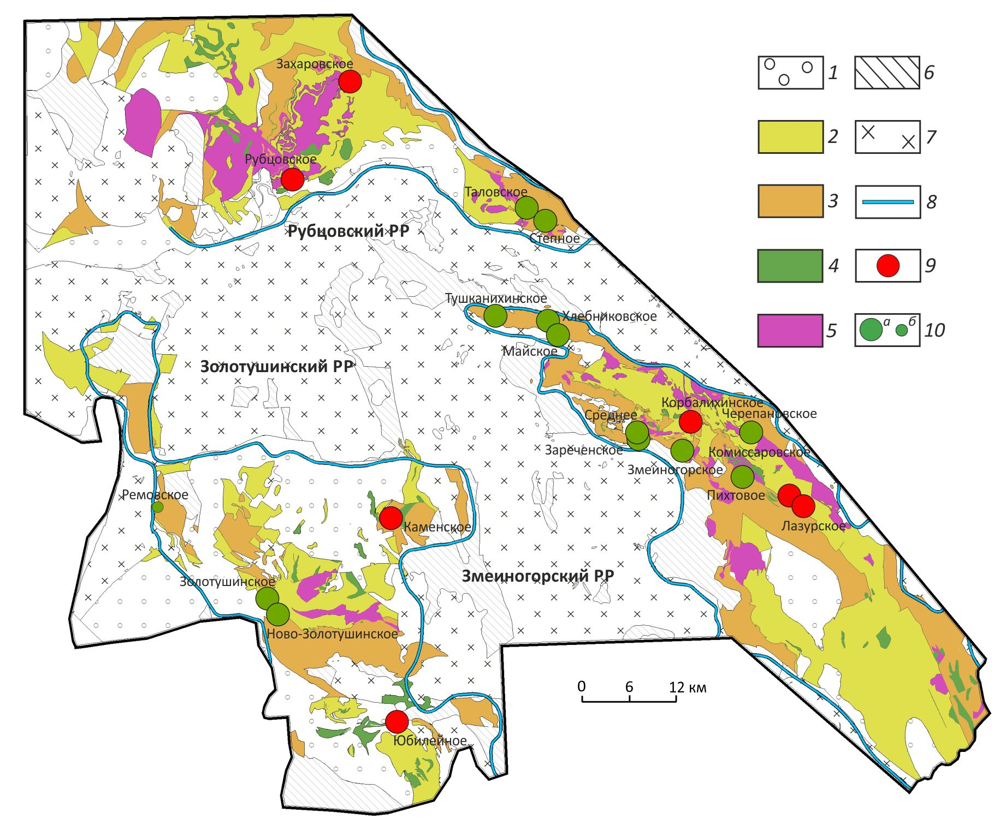 Захаровское
1
6
2
7
Рубцовское
Таловское
3
8
Рубцовский РР
Степное
4
9
Тушканихинское
Хлебниковское
5
а
б
10
Майское
Золотушинский РР
Корбалихинское
Среднее
Черепановское
Зареченское
Комиссаровское
Змеиногорское
Ремовское
Пихтовое
Каменское
Лазурское
Змеиногорский РР
Золотушинское
Ново-Золотушинское
0 6 12 км
Юбилейное